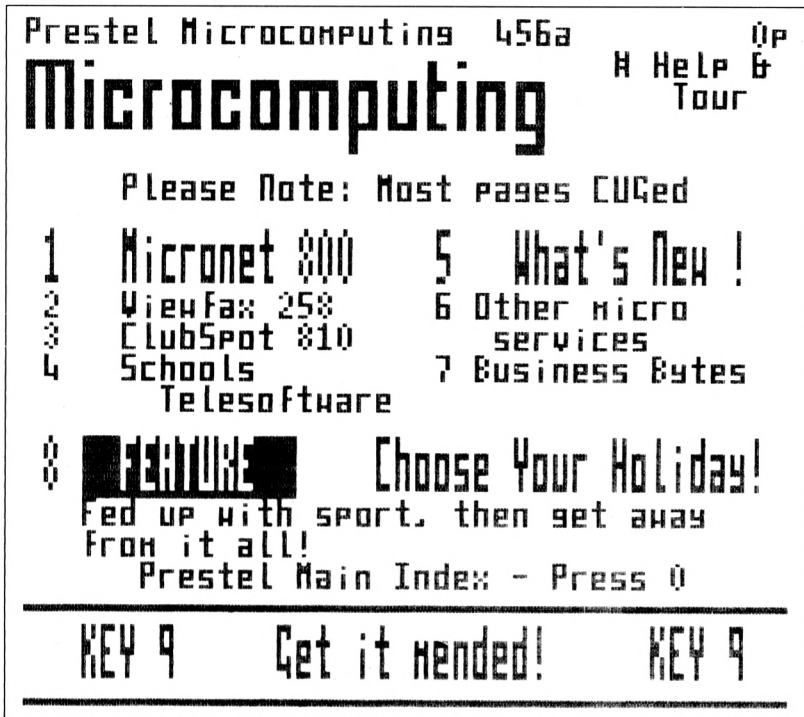 Prestel Microcomputing 456a 0p
Microcomputing
# Help &
Tour
Please Note: Most pages CUGed
1 Micronet 800
2 Viewfax 258
3 ClubSpot 810
4 Schools
Telesoftware
5 What's New !
6 Other micro
services
7 Business Bytes
8 FEATURE Choose Your Holiday!
Fed up with sport, then get away
from it all!
Prestel Main Index - Press 0
KEY 9 Get it mended! KEY 9